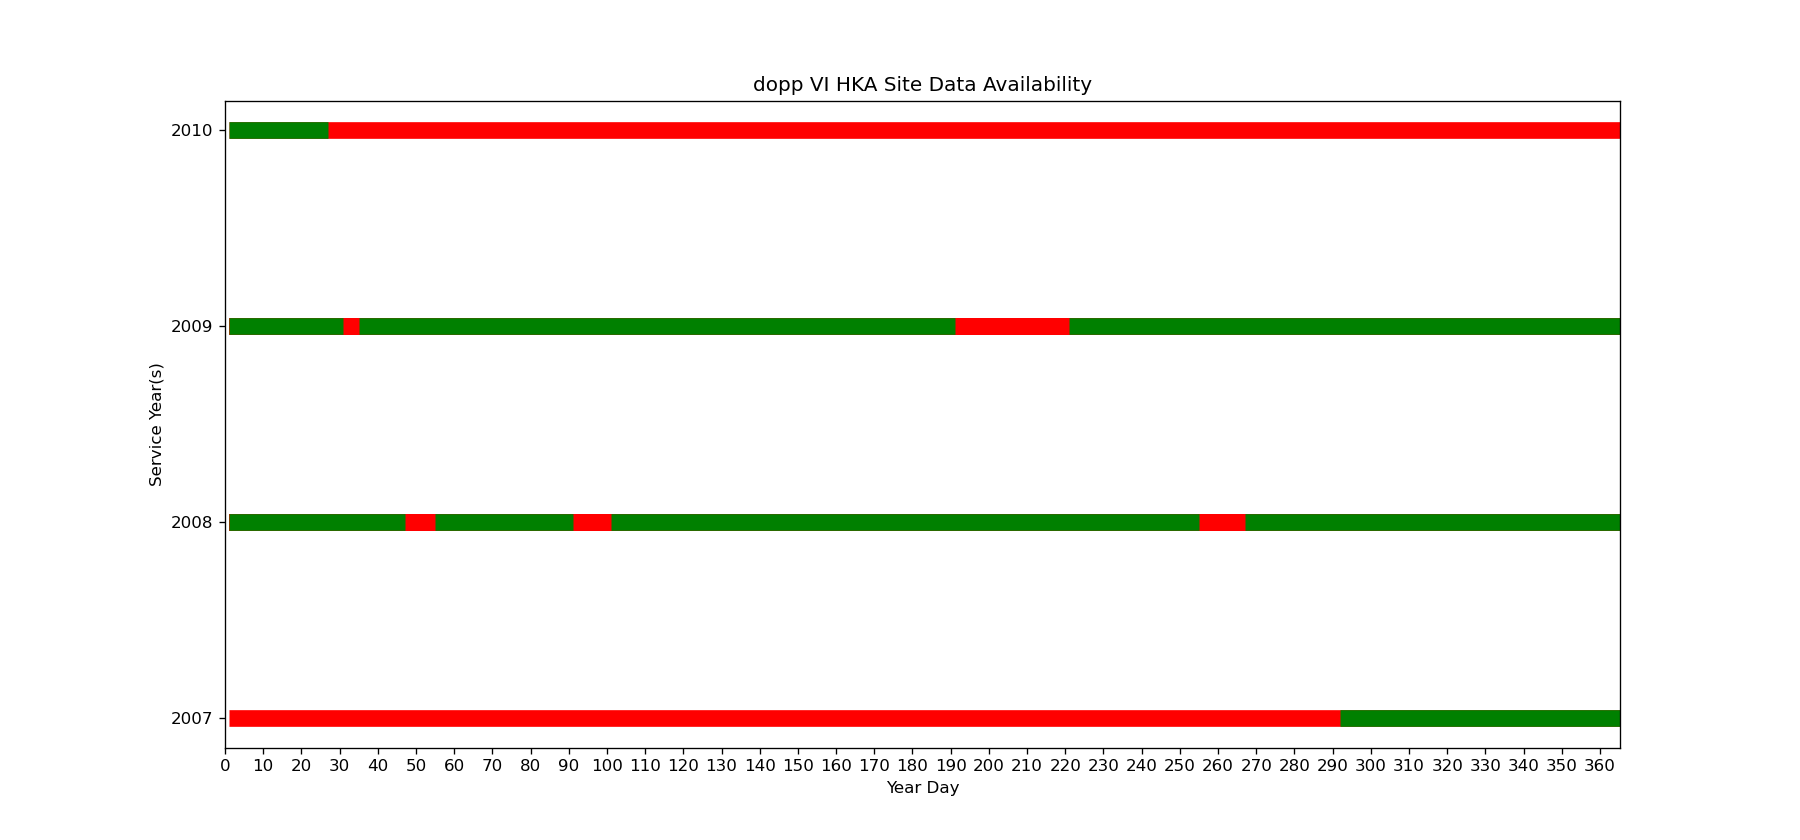 dopp VI HKA Site Data Availability
2010
2009
2008
2007
Service Year(s)
0 10 20 30 40 50 60 70 80 90 100 110 120 130 140 150 160 170 180 190 200 210 220 230 240 250 260 270 280 290 300 310 320 330 340 350 360
Year Day